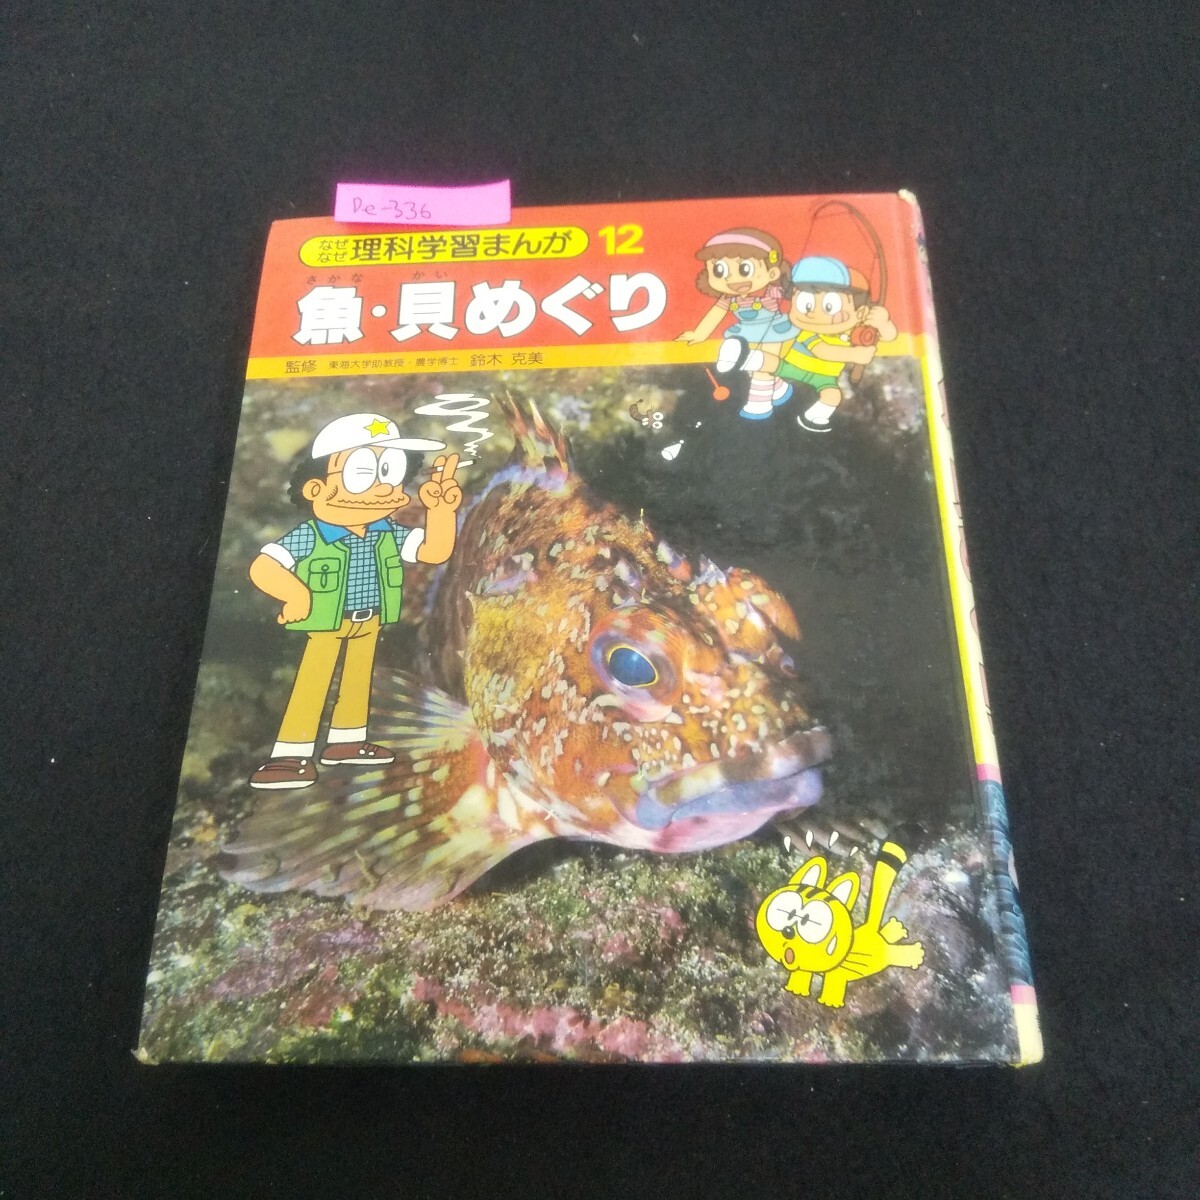 De-336
なぜなぜ理科学習まんが 12
さかな かい
魚・貝めぐり
監修 東海大学助教授・農学博士 鈴木 克美